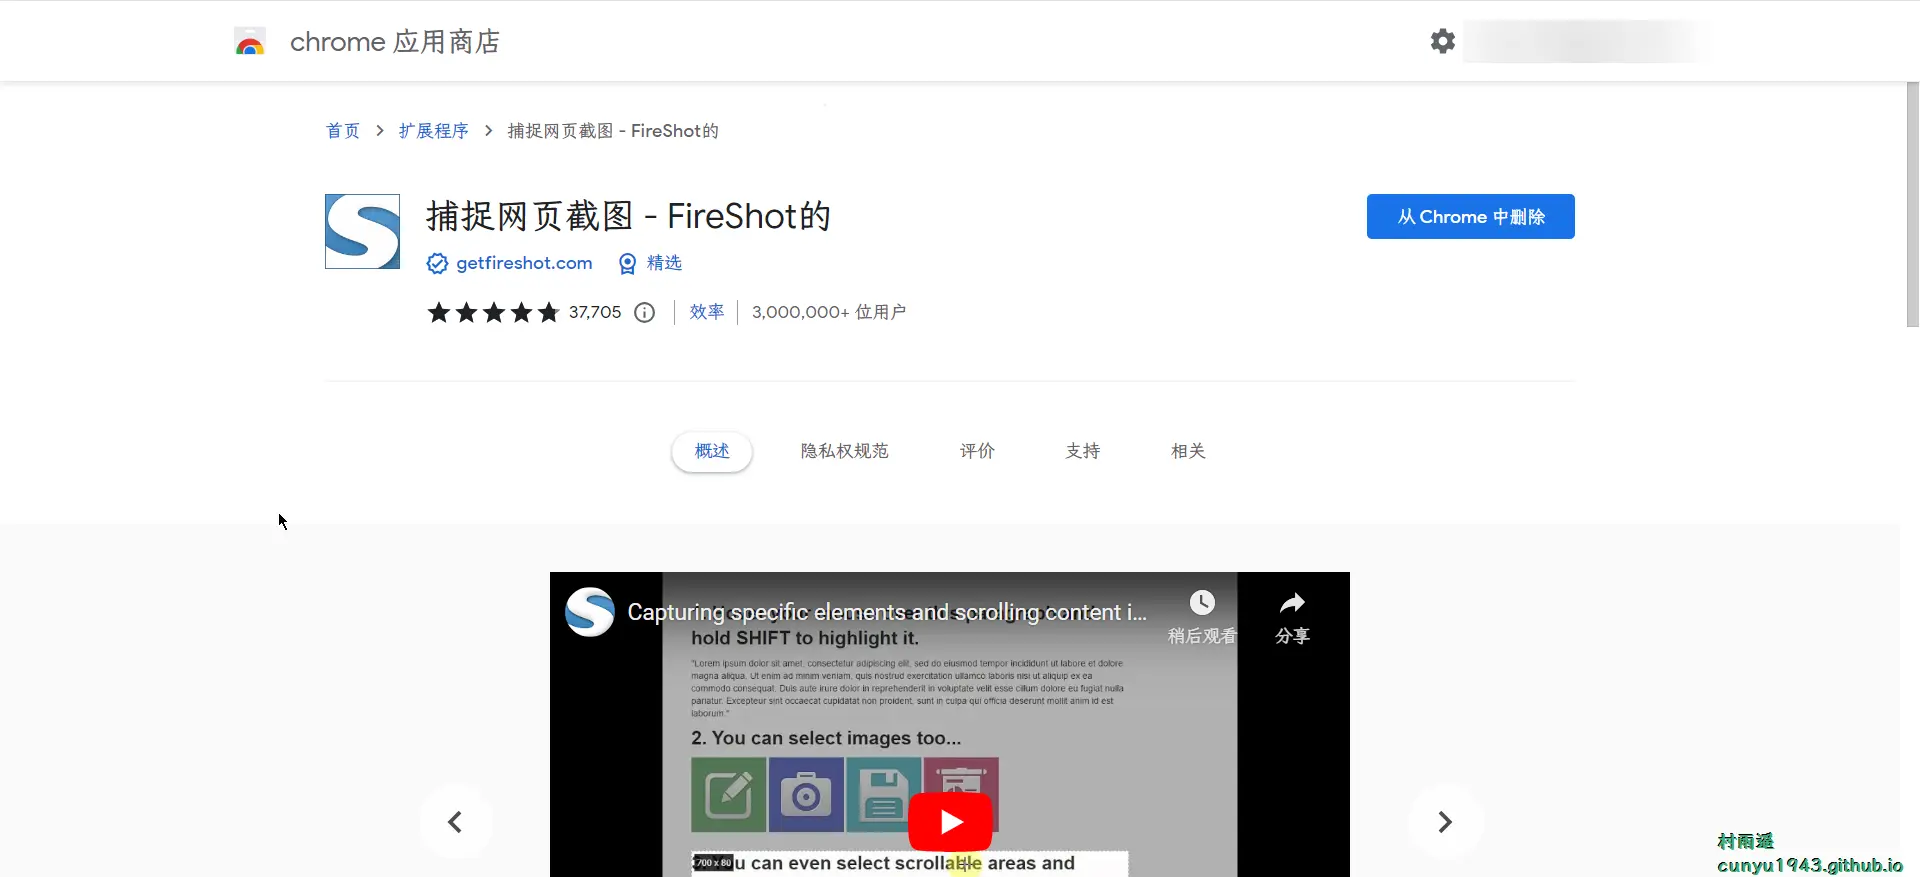 chrome 应用商店
首页 > 扩展程序 > 捕捉网页截图 - FireShot的
捕捉网页截图 - FireShot的
从 Chrome 中删除
getfireshot.com 精选
37,705 效率 3,000,000+ 位用户
概述 隐私权规范 评价 支持 相关
Capturing specific elements and scrolling content i...
稍后观看 分享
hold SHIFT to highlight it.
"Lorem ipsum dolor sit amet, consectetur adipiscing elit, sed do eiusmod tempor incididunt ut labore et dolore
magna aliqua. Ut enim ad minim veniam, quis nostrud exercitation ullamco laboris nisi ut aliquip ex ea
commodo consequat. Duis aute irure dolor in reprehenderit in voluptate velit esse cillum dolore eu fugiat nulla
pariatur. Excepteur sint occaecat cupidatat non proident, sunt in culpa qui officia deserunt mollit anim id est
laborum."
2. You can select images too...
700 x 80
u can even select scrollable areas and
村雨遥
cunyu1943.github.io